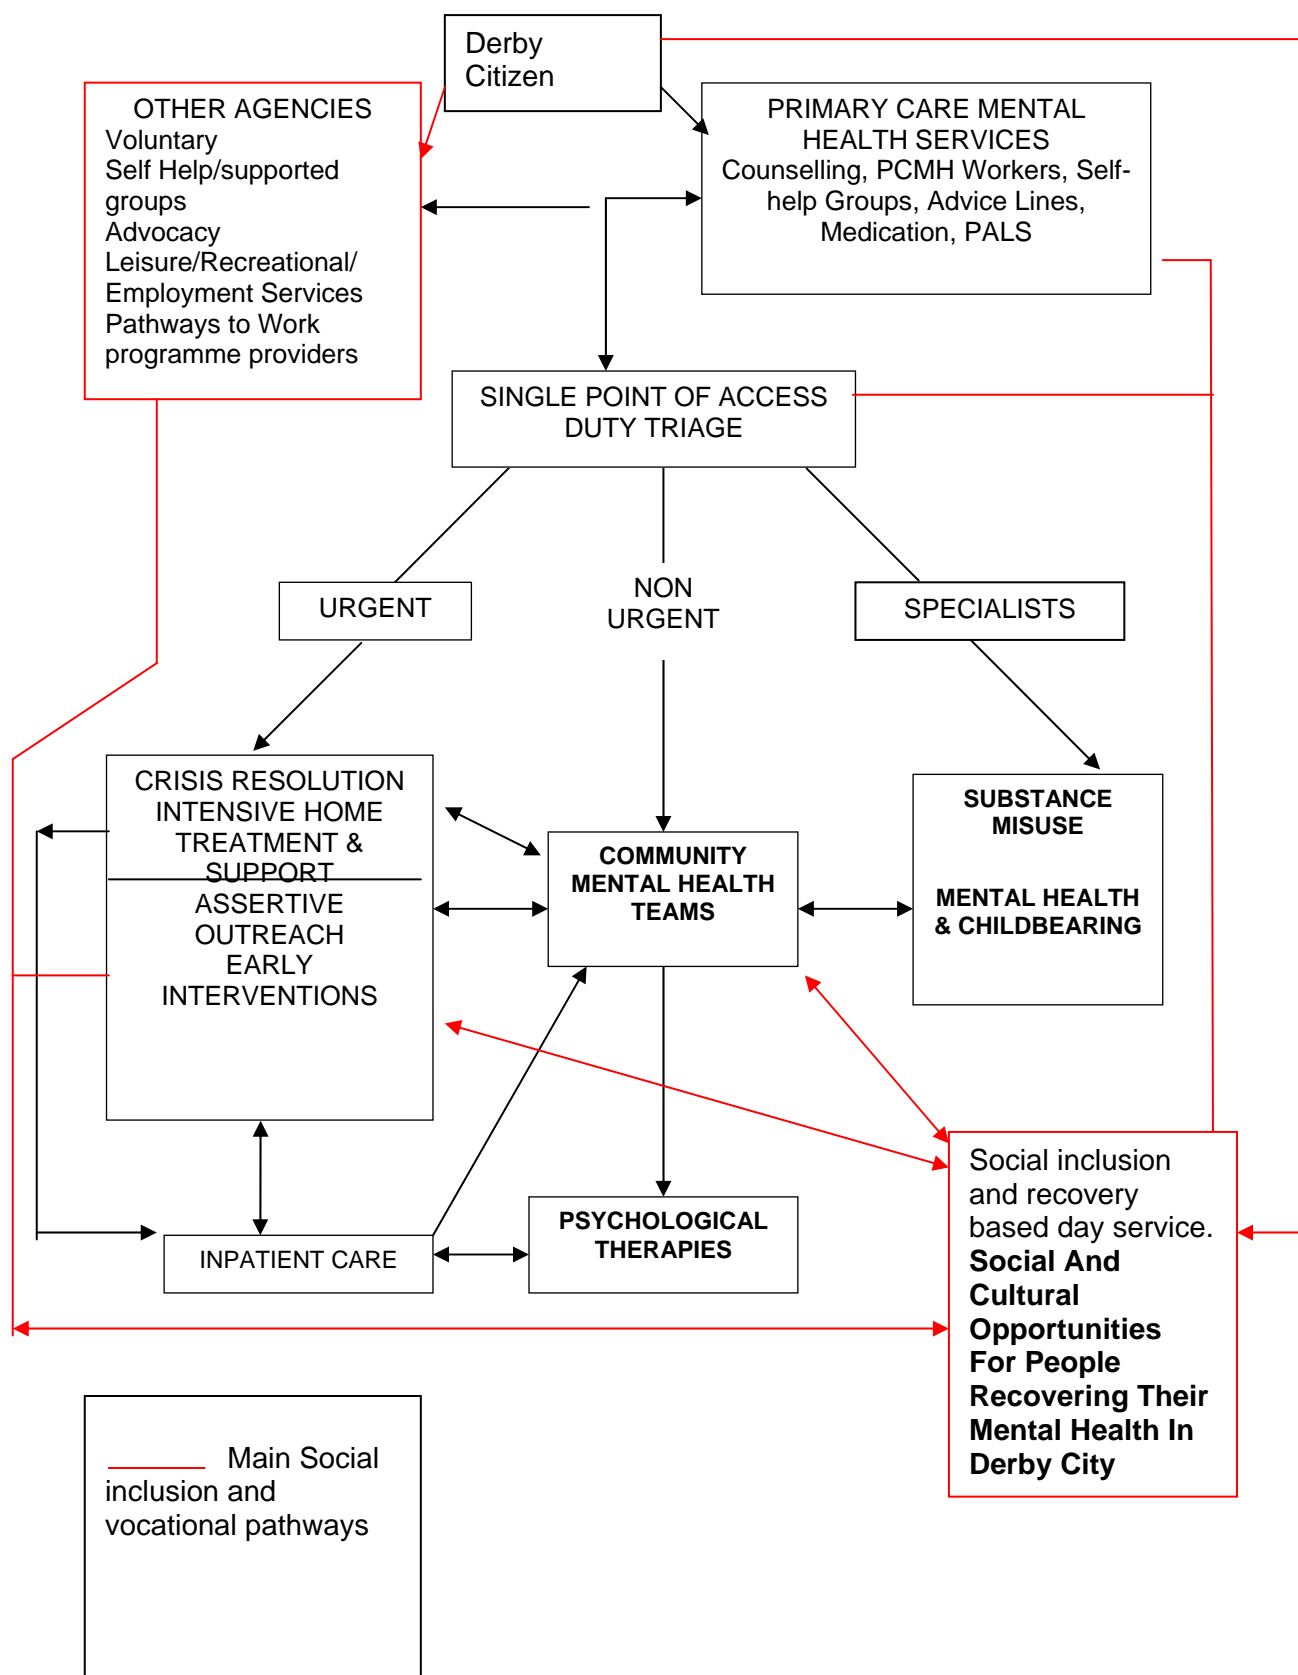 Derby
Citizen
OTHER AGENCIES
Voluntary
Self Help/supported
groups
Advocacy
Leisure/Recreational/
Employment Services
Pathways to Work
programme providers
PRIMARY CARE MENTAL
HEALTH SERVICES
Counselling, PCMH Workers, Self-
help Groups, Advice Lines,
Medication, PALS
SINGLE POINT OF ACCESS
DUTY TRIAGE
URGENT
NON
URGENT
SPECIALISTS
CRISIS RESOLUTION
INTENSIVE HOME
TREATMENT &
SUPPORT
ASSERTIVE
OUTREACH
EARLY
INTERVENTIONS
COMMUNITY
MENTAL HEALTH
TEAMS
SUBSTANCE
MISUSE
MENTAL HEALTH
& CHILDBEARING
INPATIENT CARE
PSYCHOLOGICAL
THERAPIES
Social inclusion
and recovery
based day service.
Social And
Cultural
Opportunities
For People
Recovering Their
Mental Health In
Derby City
Main Social
inclusion and
vocational pathways